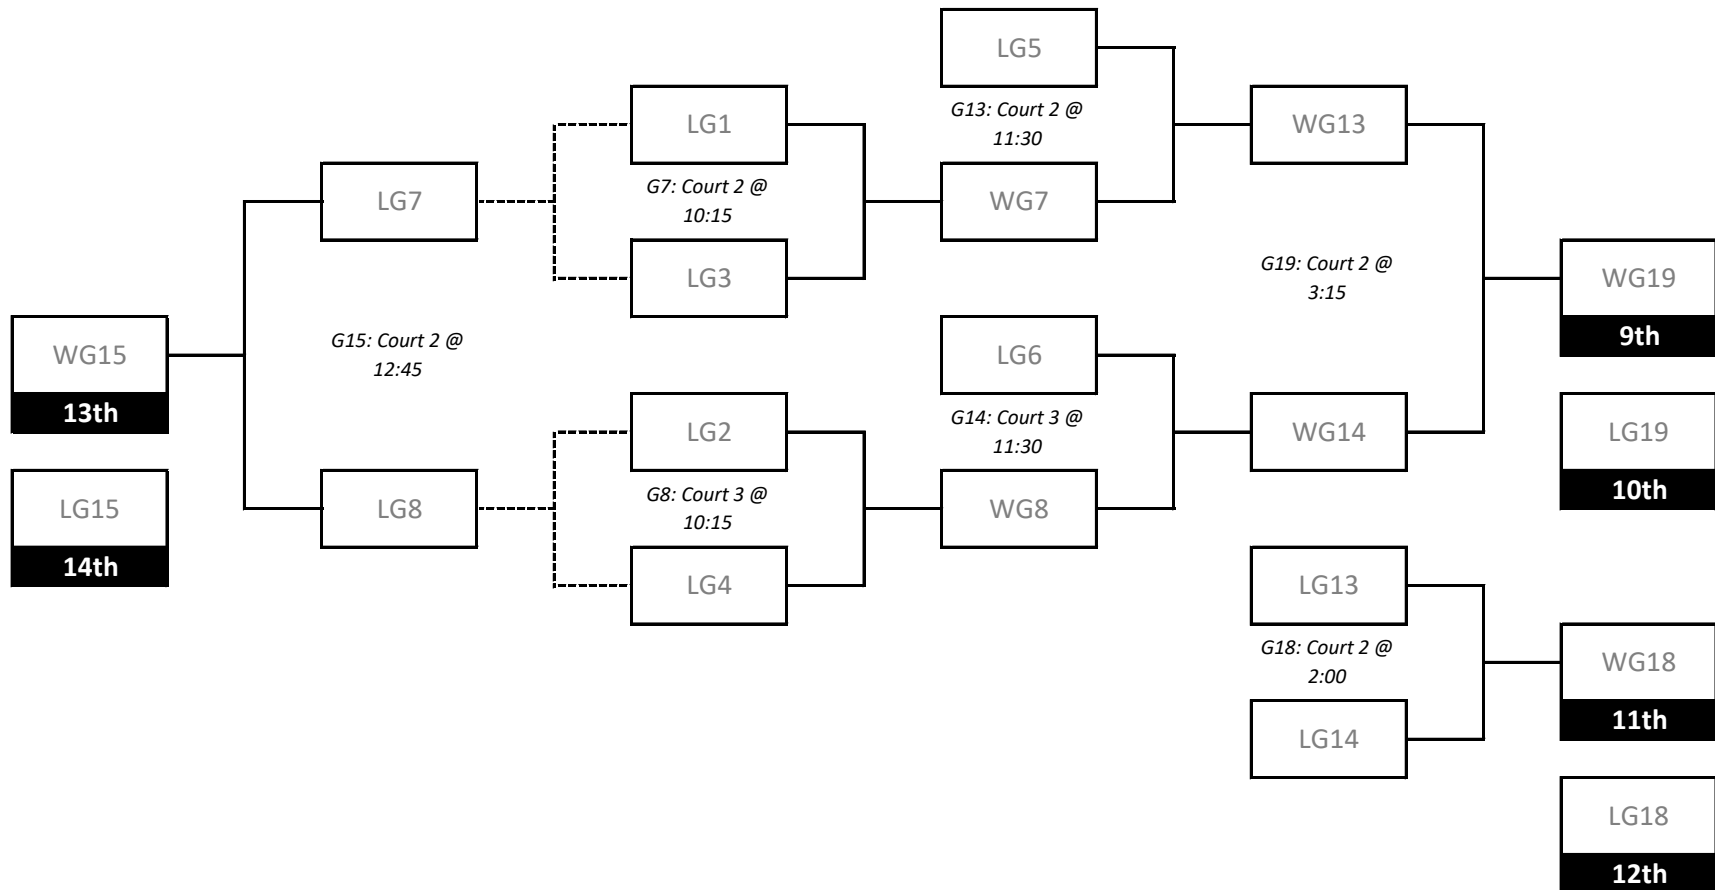 LG5
G13: Court 2 @
11:30
LG1
WG13
G7: Court 2 @
10:15
LG7
WG7
LG3
G19: Court 2 @
3:15
WG19
9th
WG15
13th
G15: Court 2 @
12:45
LG6
G14: Court 3 @
11:30
LG2
WG14
LG19
10th
LG15
14th
LG8
G8: Court 3 @
10:15
WG8
LG4
LG13
G18: Court 2 @
2:00
WG18
11th
LG14
LG18
12th